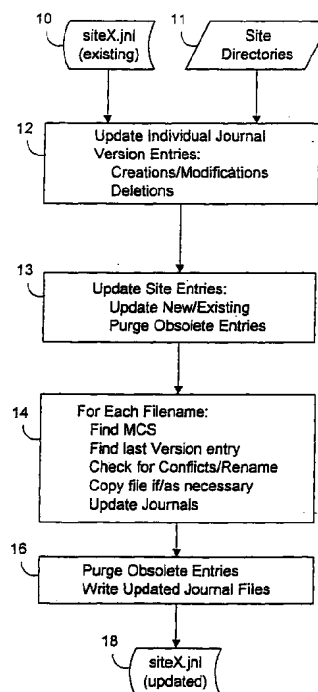 10
siteX.jnl
(existing)
11
Site
Directories
12
Update Individual Journal
Version Entries:
Creations/Modifications
Deletions
13
Update Site Entries:
Update New/Existing
Purge Obsolete Entries
14
For Each Filename:
Find MCS
Find last Version entry
Check for Conflicts/Rename
Copy file if/as necessary
Update Journals
16
Purge Obsolete Entries
Write Updated Journal Files
18
siteX.jnl
(updated)